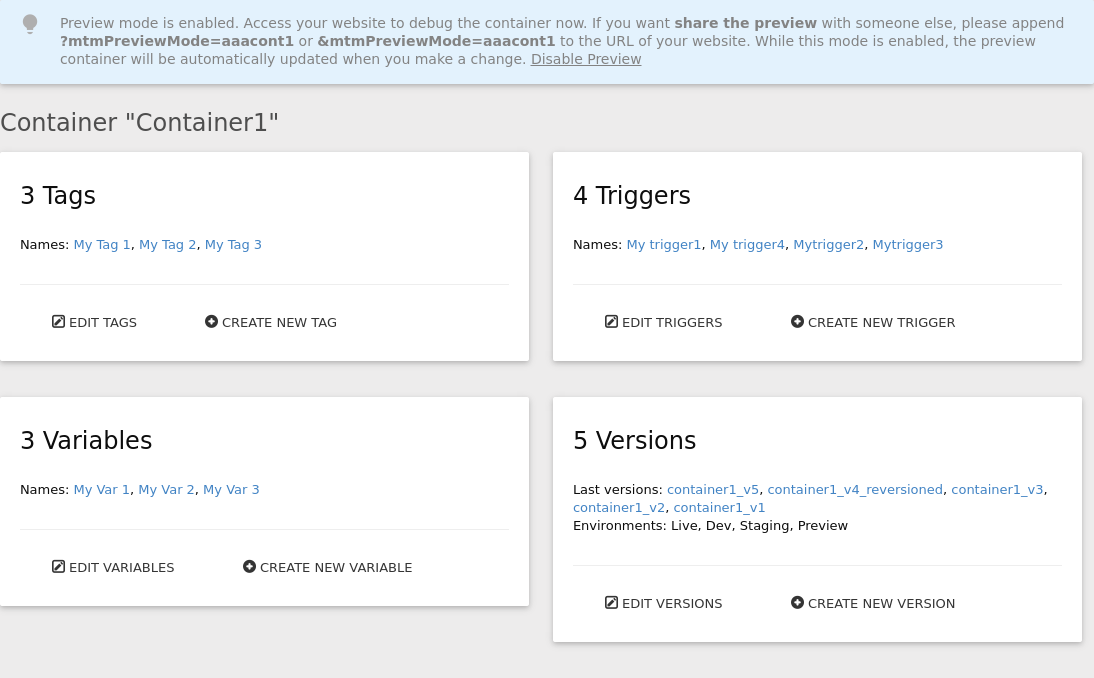 Preview mode is enabled. Access your website to debug the container now. If you want share the preview with someone else, please append
?mtmPreviewMode=aaacont1 or &mtmPreviewMode=aaacont1 to the URL of your website. While this mode is enabled, the preview
container will be automatically updated when you make a change. Disable Preview
Container "Container1"
3 Tags
Names: My Tag 1, My Tag 2, My Tag 3
EDIT TAGS
CREATE NEW TAG
4 Triggers
Names: My trigger1, My trigger4, Mytrigger2, Mytrigger3
EDIT TRIGGERS
CREATE NEW TRIGGER
3 Variables
Names: My Var 1, My Var 2, My Var 3
EDIT VARIABLES
CREATE NEW VARIABLE
5 Versions
Last versions: container1_v5, container1_v4_reversioned, container1_v3,
container1_v2, container1_v1
Environments: Live, Dev, Staging, Preview
EDIT VERSIONS
CREATE NEW VERSION